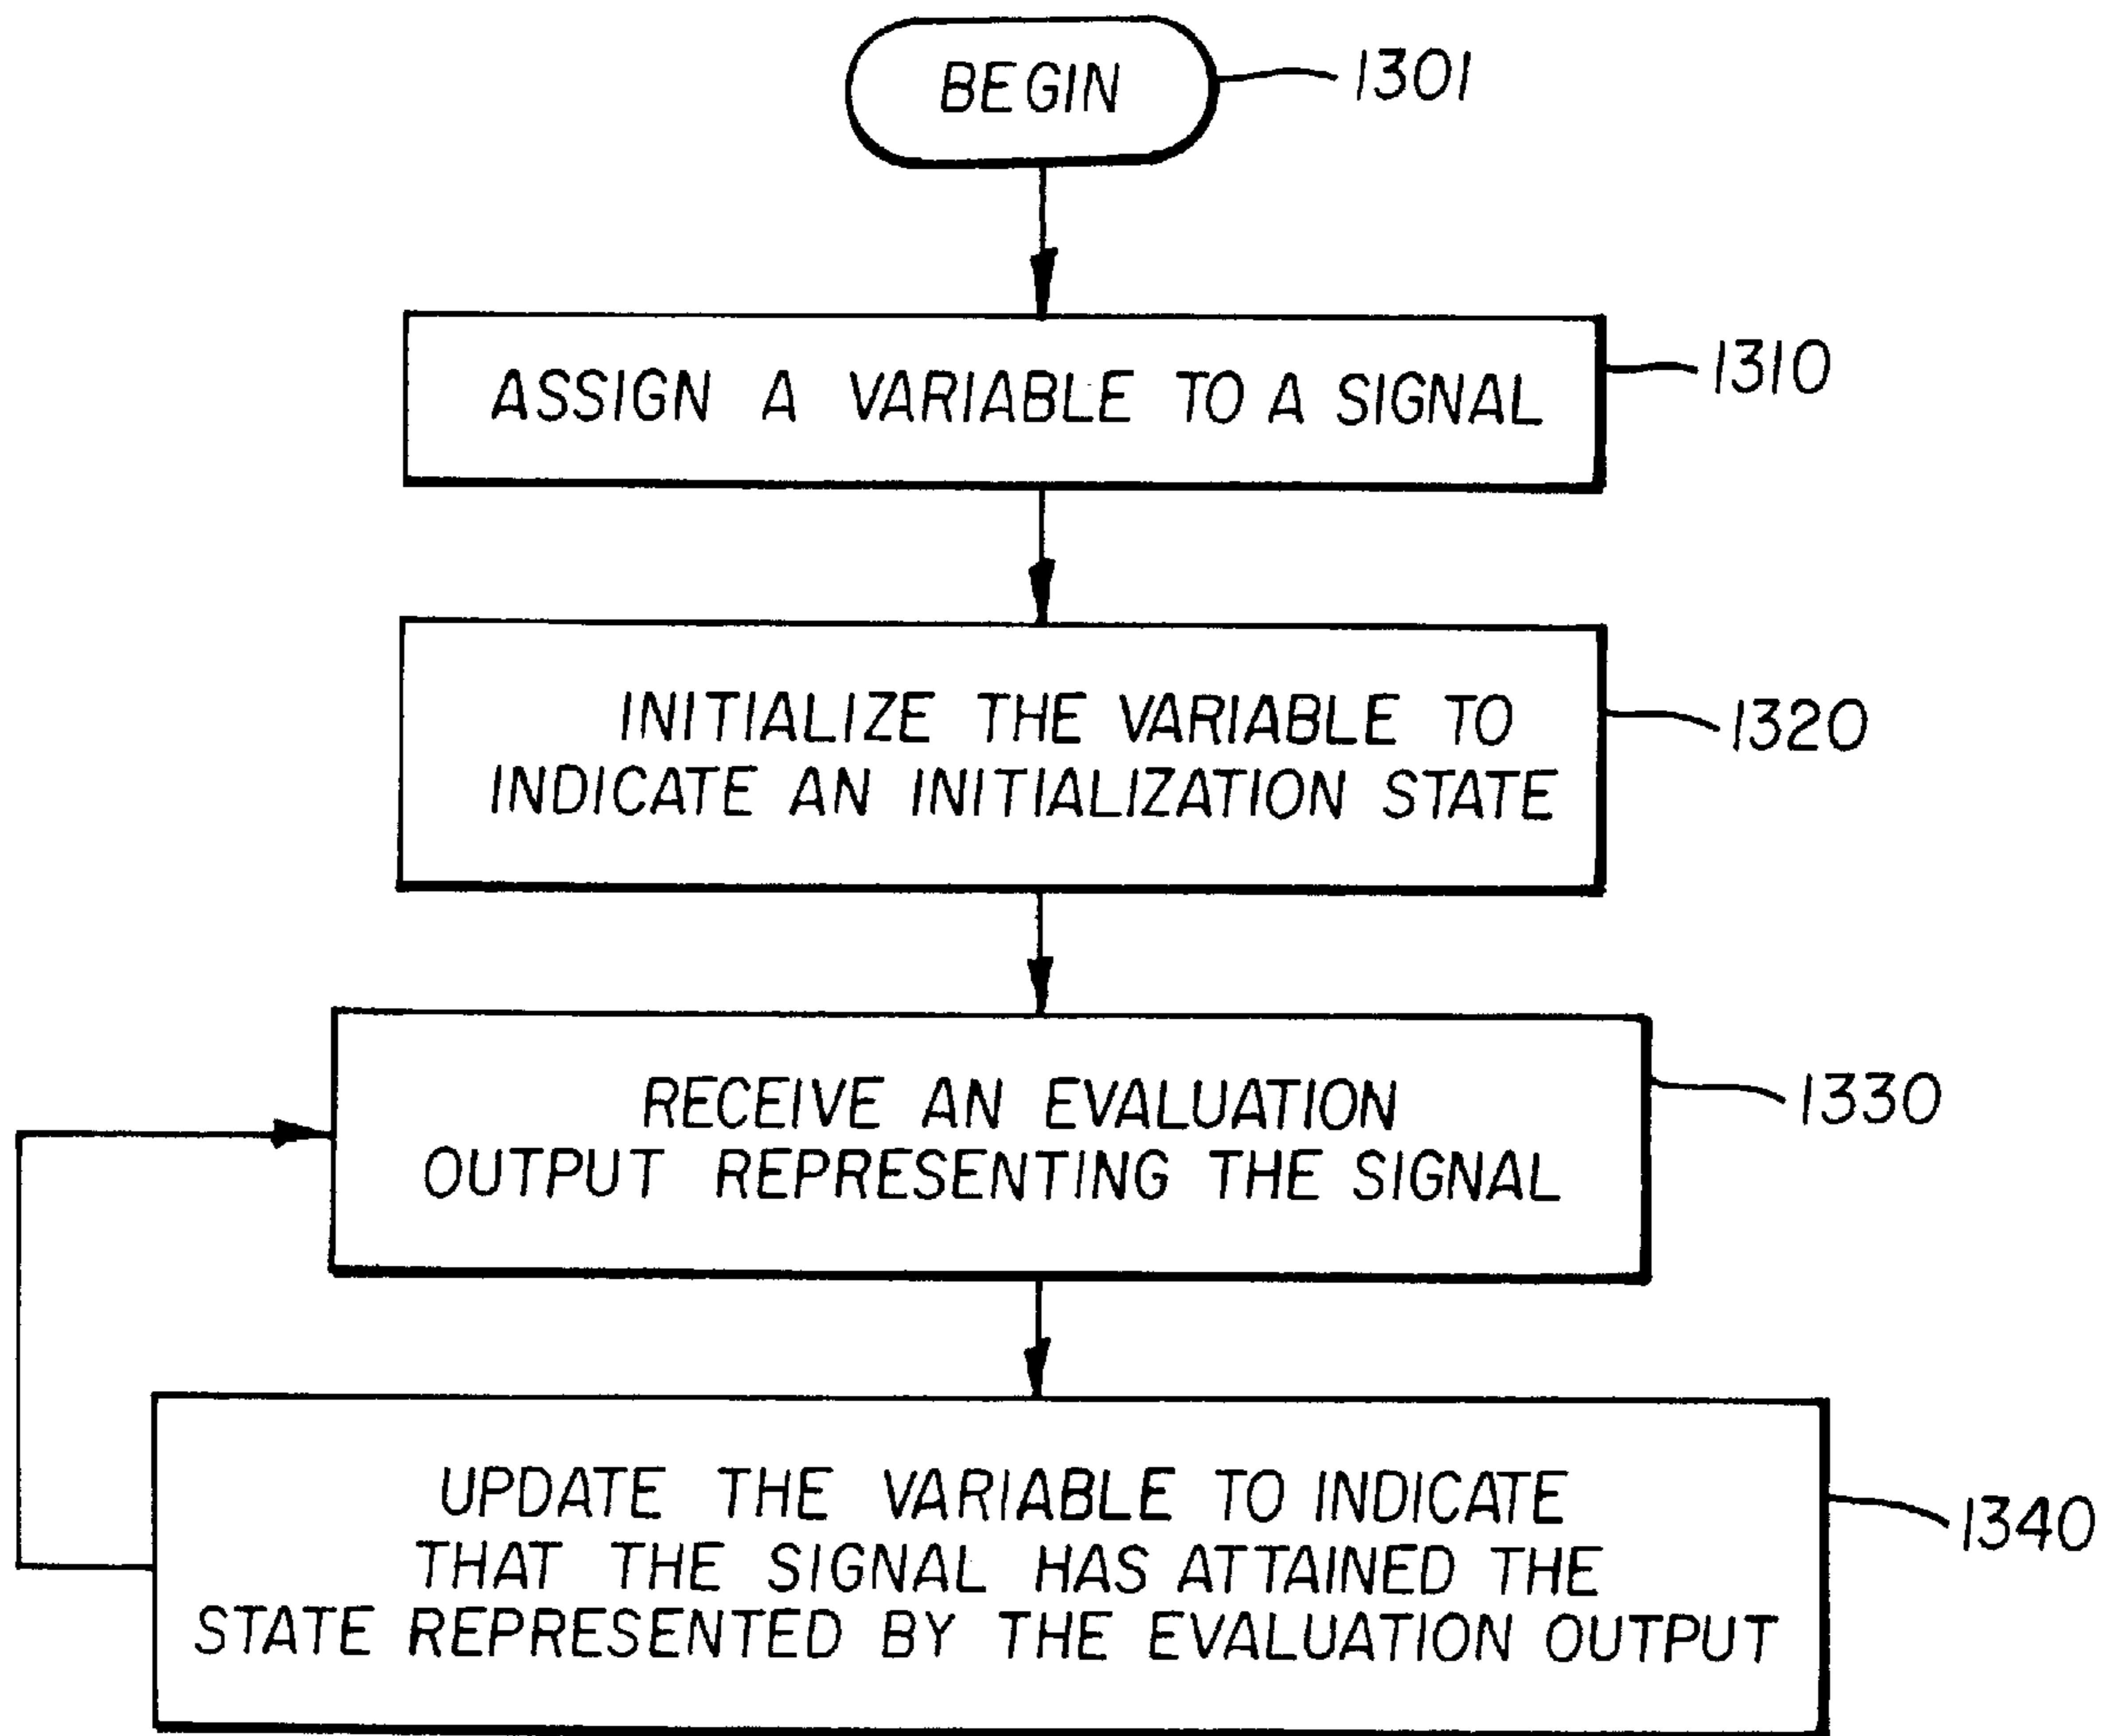 BEGIN
1301
ASSIGN A VARIABLE TO A SIGNAL
1310
INITIALIZE THE VARIABLE TO
INDICATE AN INITIALIZATION STATE
1320
RECEIVE AN EVALUATION
OUTPUT REPRESENTING THE SIGNAL
1330
UPDATE THE VARIABLE TO INDICATE
THAT THE SIGNAL HAS ATTAINED THE
STATE REPRESENTED BY THE EVALUATION OUTPUT
1340